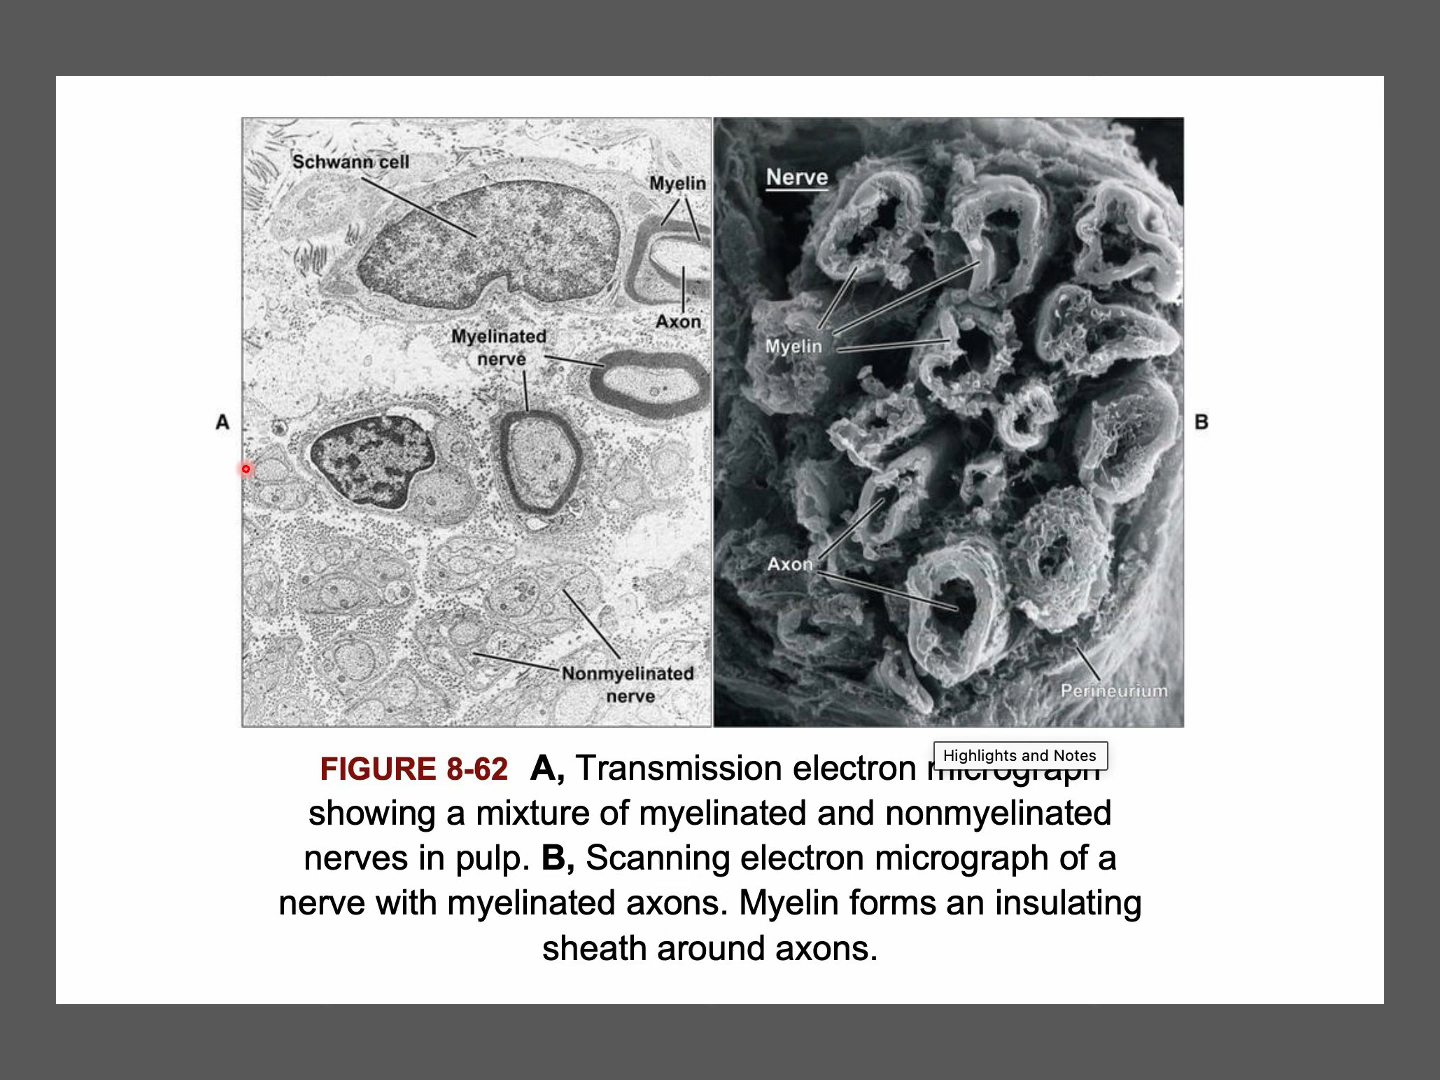 Schwann cell
Myelin
Axon
Myelinated
nerve
Nonmyelinated
nerve
A
Nerve
Myelin
Axon
Perineurium
B
Highlights and Notes
FIGURE 8-62 A, Transmission electron micrograph
showing a mixture of myelinated and nonmyelinated
nerves in pulp. B, Scanning electron micrograph of a
nerve with myelinated axons. Myelin forms an insulating
sheath around axons.